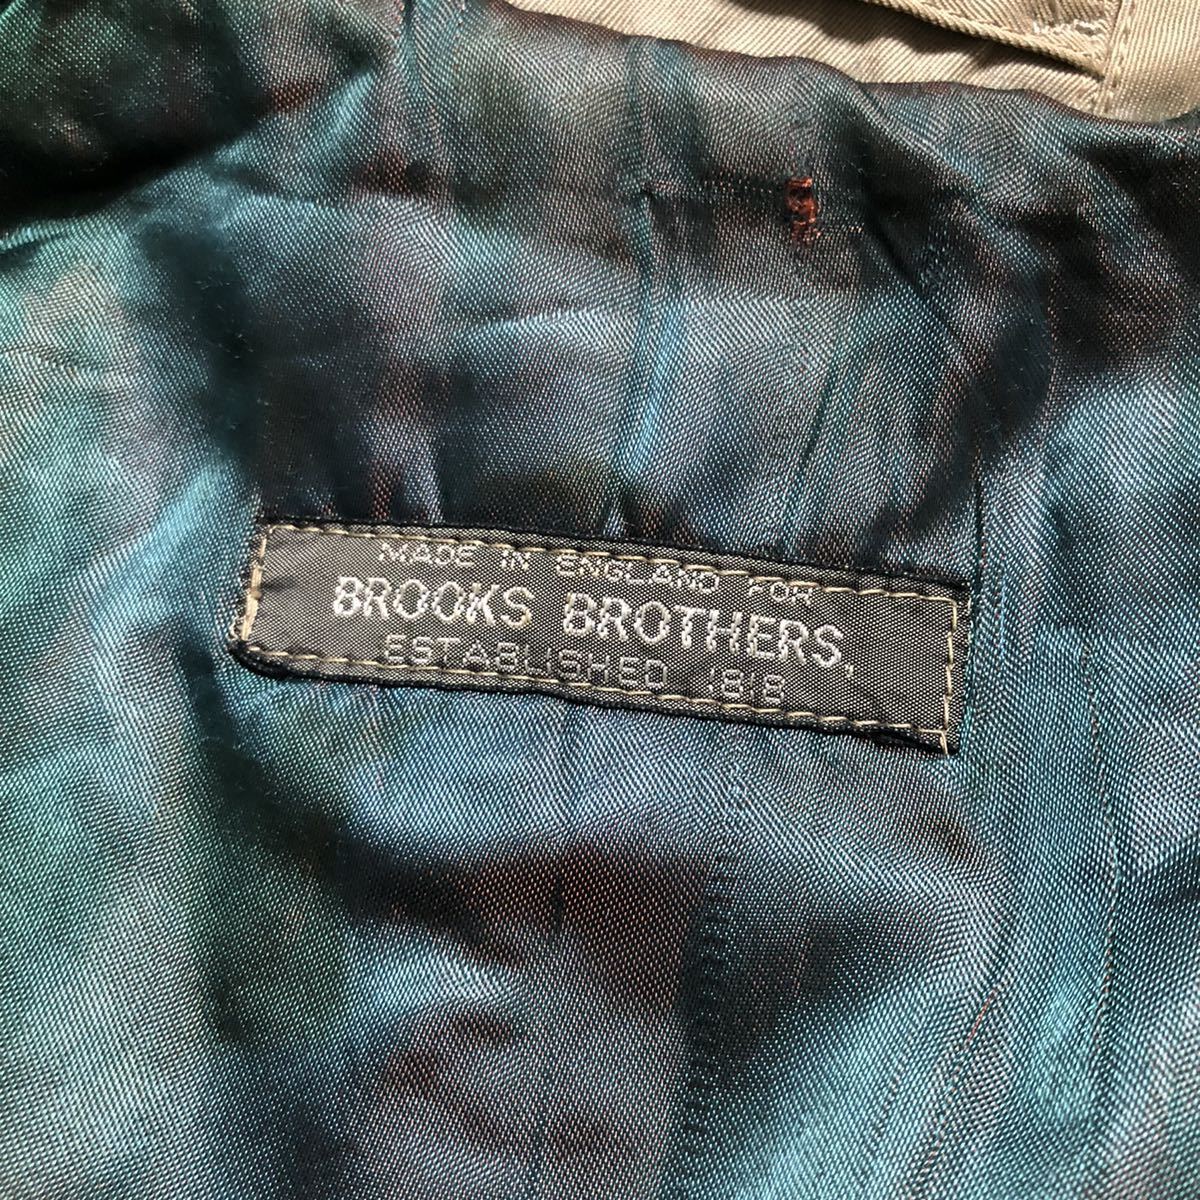 MADE IN ENGLAND FOR
BROOKS BROTHERS,
ESTABLISHED 1818